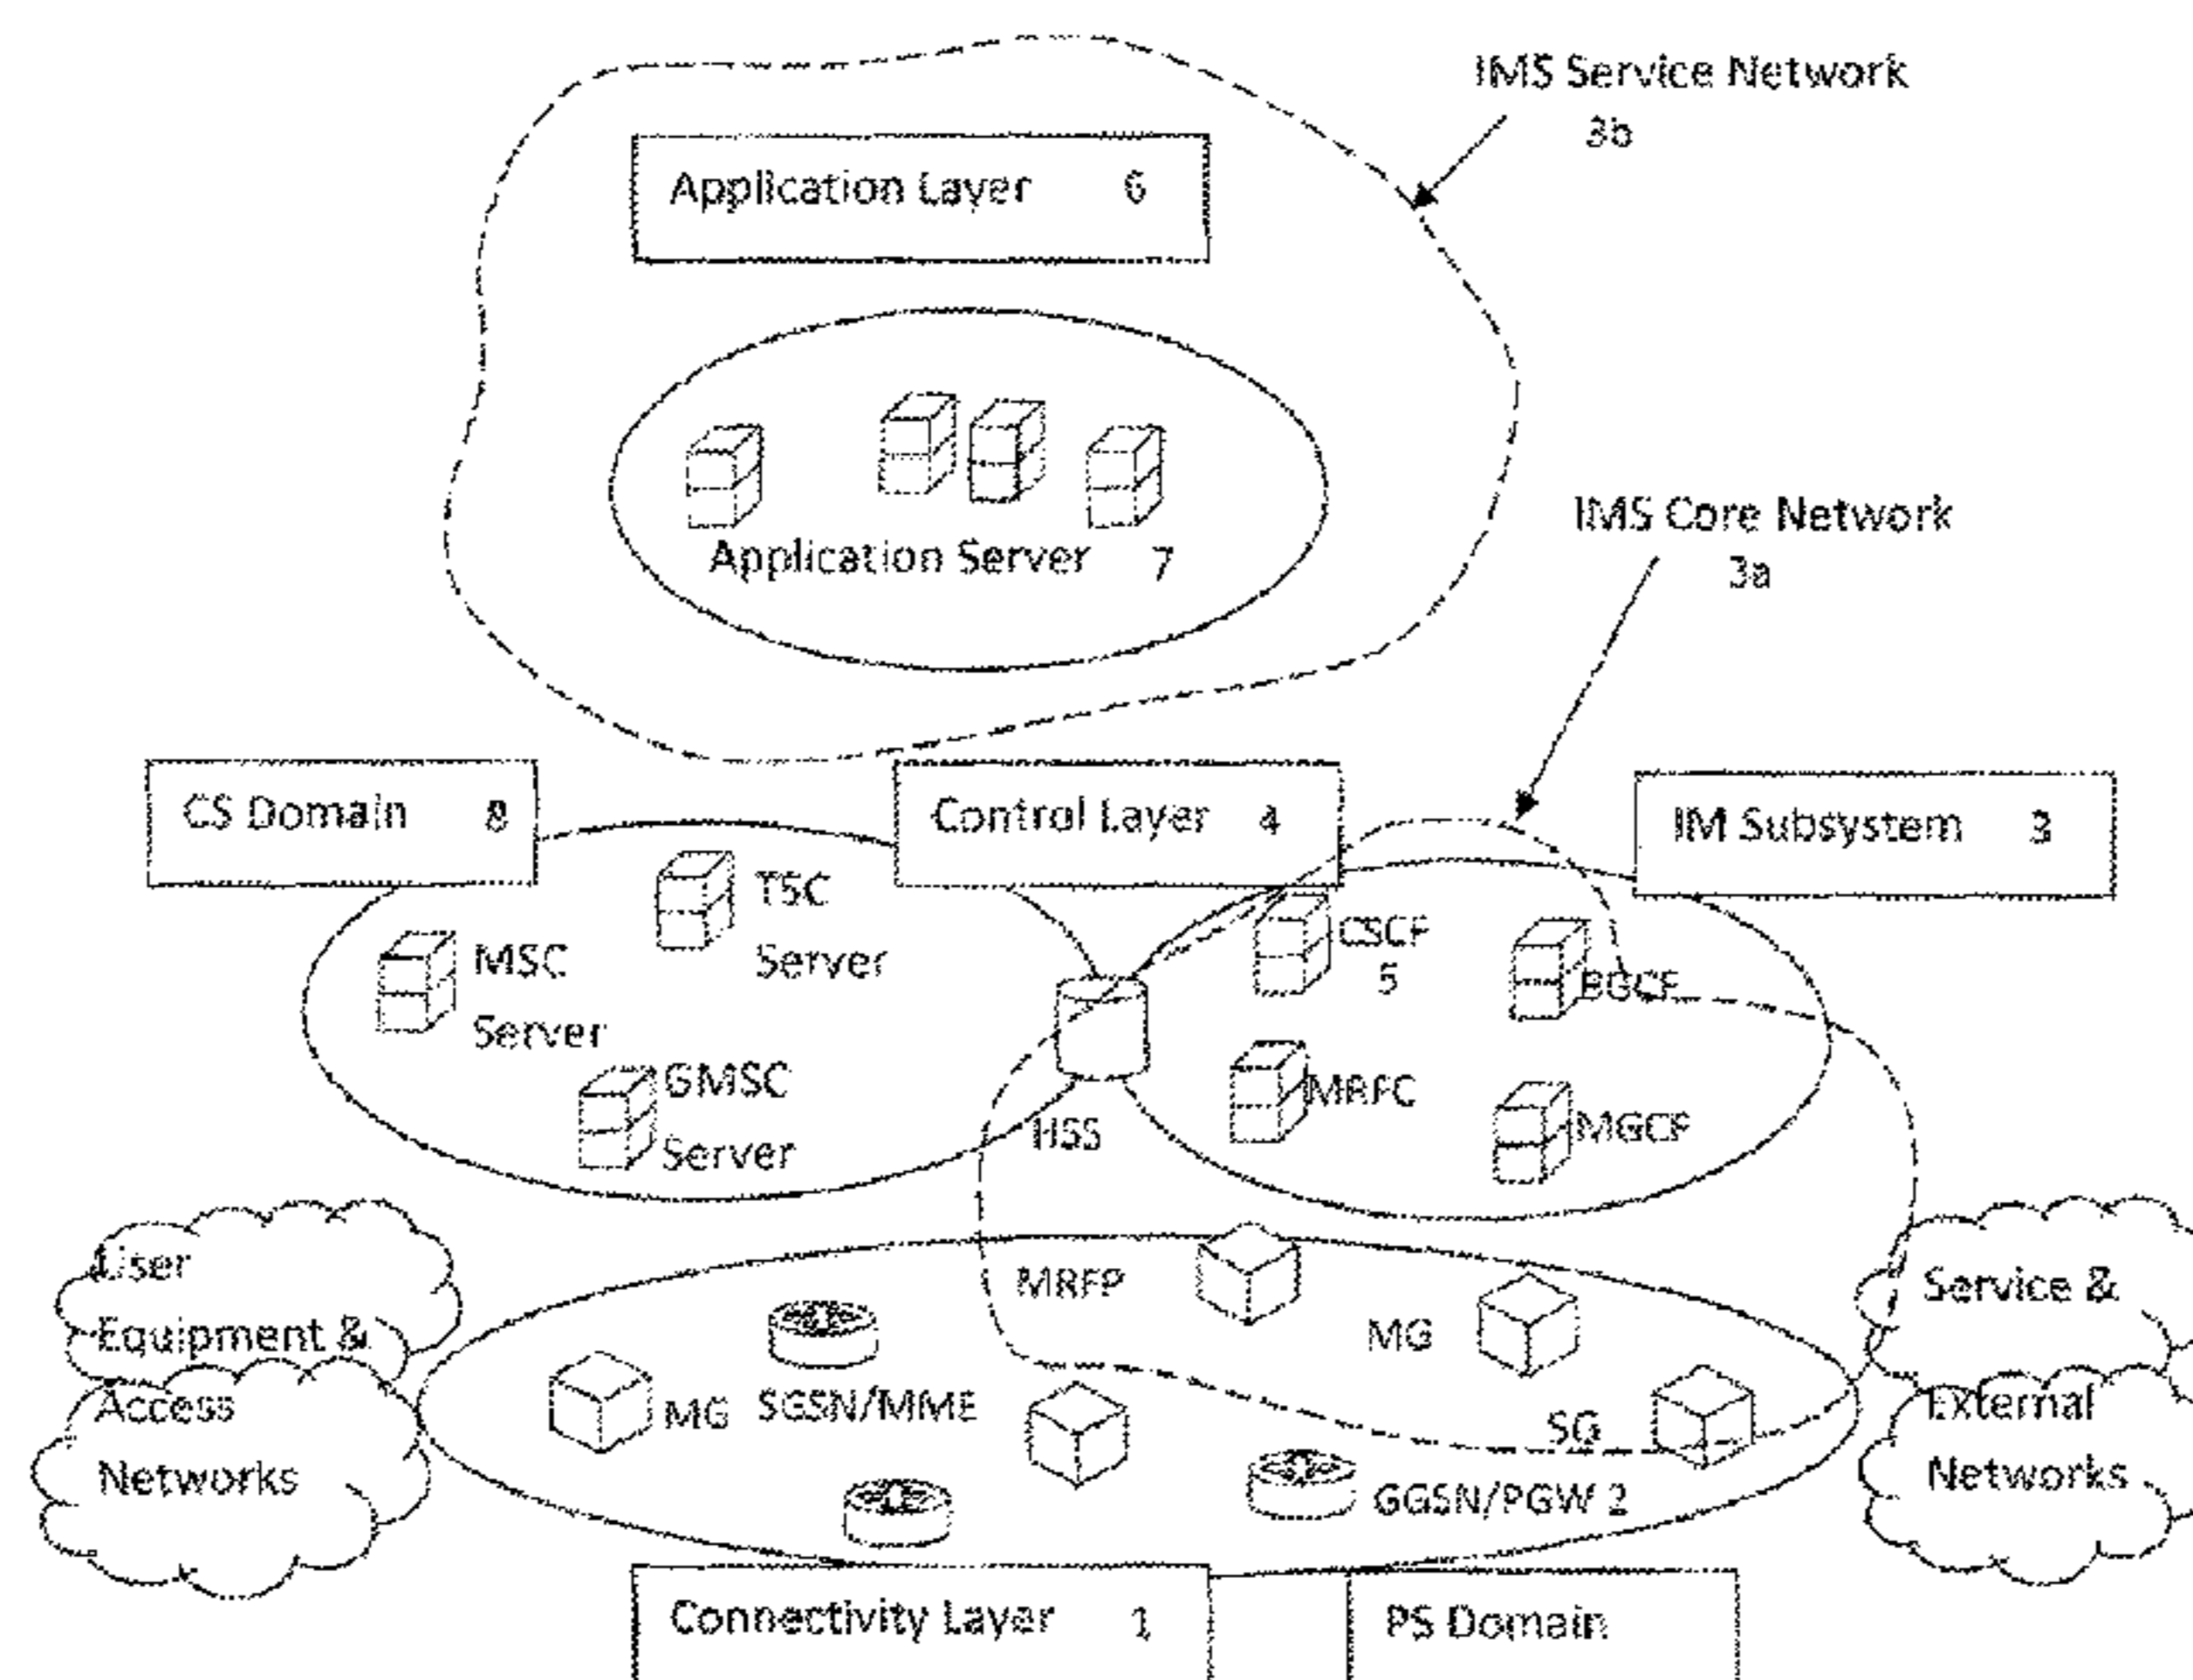 IMS Service Network
3b
Application Layer 6
Application Server 7
IMS Core Network
3a
CS Domain 8
Control Layer 4
IM Subsystem 3
TSC
Server
MSC
Server
GMSC
Server
HSS
CSCF
5
BGCF
MRFC
MGCF
User
Equipment &
Access
Networks
MRFP
MG
MG
SGSN/MME
SG
GGSN/PGW 2
Service &
External
Networks
Connectivity Layer 1
PS Domain